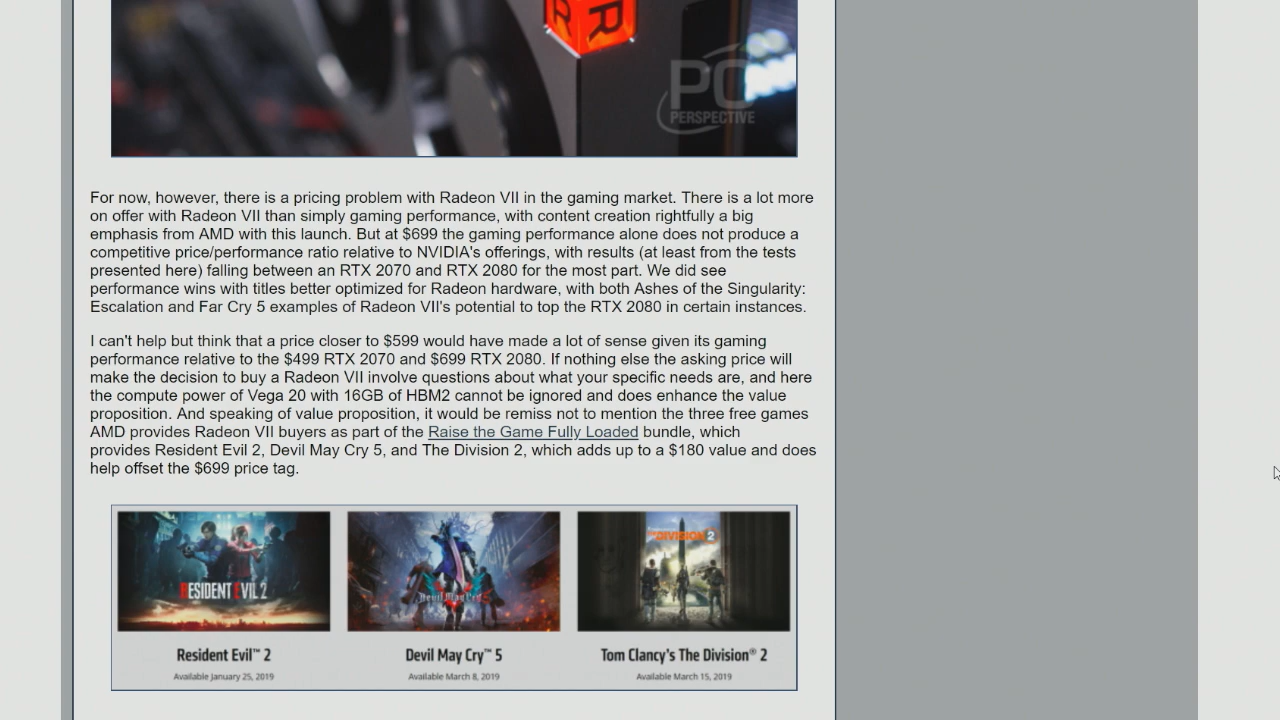 R
R
PC
PERSPECTIVE
For now, however, there is a pricing problem with Radeon VII in the gaming market. There is a lot more
on offer with Radeon VII than simply gaming performance, with content creation rightfully a big
emphasis from AMD with this launch. But at $699 the gaming performance alone does not produce a
competitive price/performance ratio relative to NVIDIA's offerings, with results (at least from the tests
presented here) falling between an RTX 2070 and RTX 2080 for the most part. We did see
performance wins with titles better optimized for Radeon hardware, with both Ashes of the Singularity:
Escalation and Far Cry 5 examples of Radeon VII's potential to top the RTX 2080 in certain instances.
I can't help but think that a price closer to $599 would have made a lot of sense given its gaming
performance relative to the $499 RTX 2070 and $699 RTX 2080. If nothing else the asking price will
make the decision to buy a Radeon VII involve questions about what your specific needs are, and here
the compute power of Vega 20 with 16GB of HBM2 cannot be ignored and does enhance the value
proposition. And speaking of value proposition, it would be remiss not to mention the three free games
AMD provides Radeon VII buyers as part of the Raise the Game Fully Loaded bundle, which
provides Resident Evil 2, Devil May Cry 5, and The Division 2, which adds up to a $180 value and does
help offset the $699 price tag.
RESIDENT EVIL 2
Devil May Cry 5
THE DIVISION 2
Resident Evil™ 2
Devil May Cry™ 5
Tom Clancy's The Division® 2
Available January 25, 2019
Available March 8, 2019
Available March 15, 2019